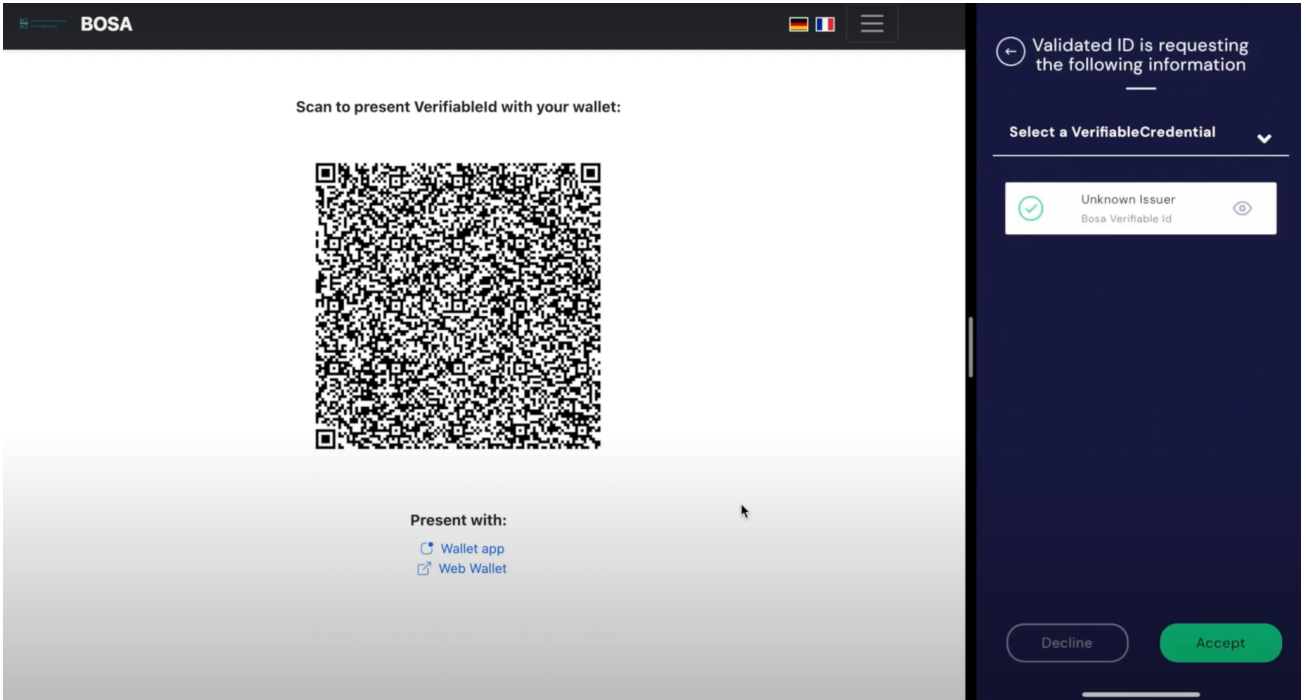 BOSA
Scan to present VerifiableId with your wallet:
Present with:
Wallet app
Web Wallet
Validated ID is requesting
the following information
Select a VerifiableCredential
Unknown Issuer
Bosa Verifiable Id
Decline
Accept